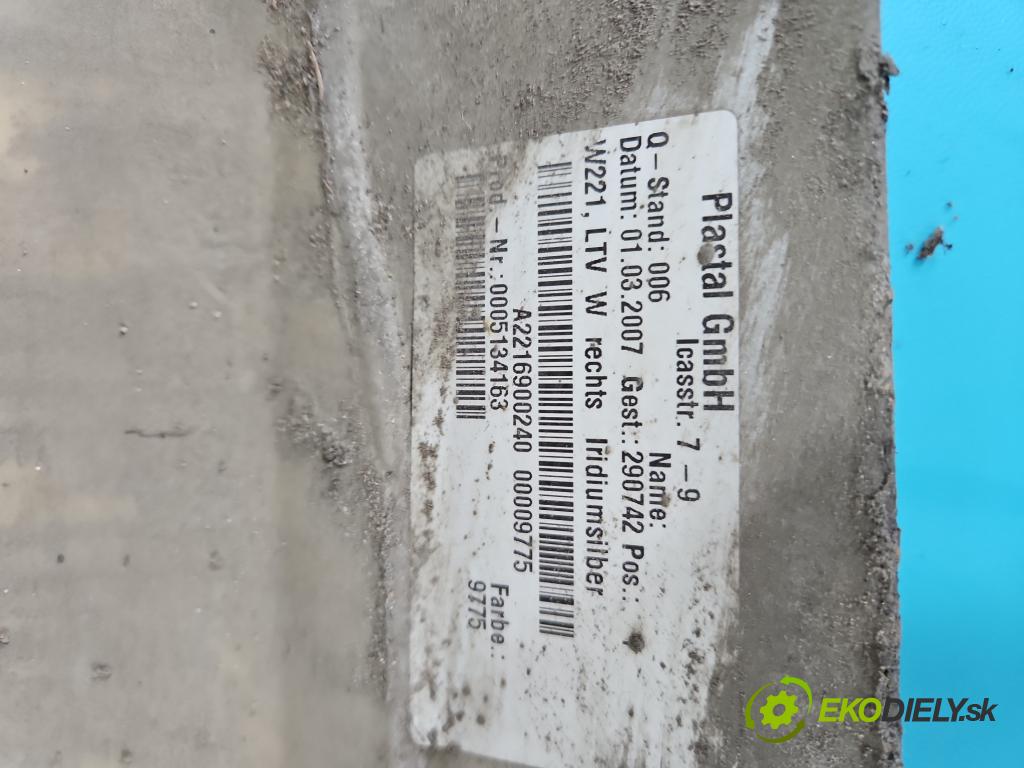 Plastal GmbH
Icasstr. 7-9
Q-Stand: 006 Name:
Datum: 01.03.2007 Gest.: 290742 Pos.:
W221, LTV W rechts Iridiumsilber
A2216900240 00009775
Prod-Nr.:0005134163 Farbe.:
9775
EKODIELY.sk